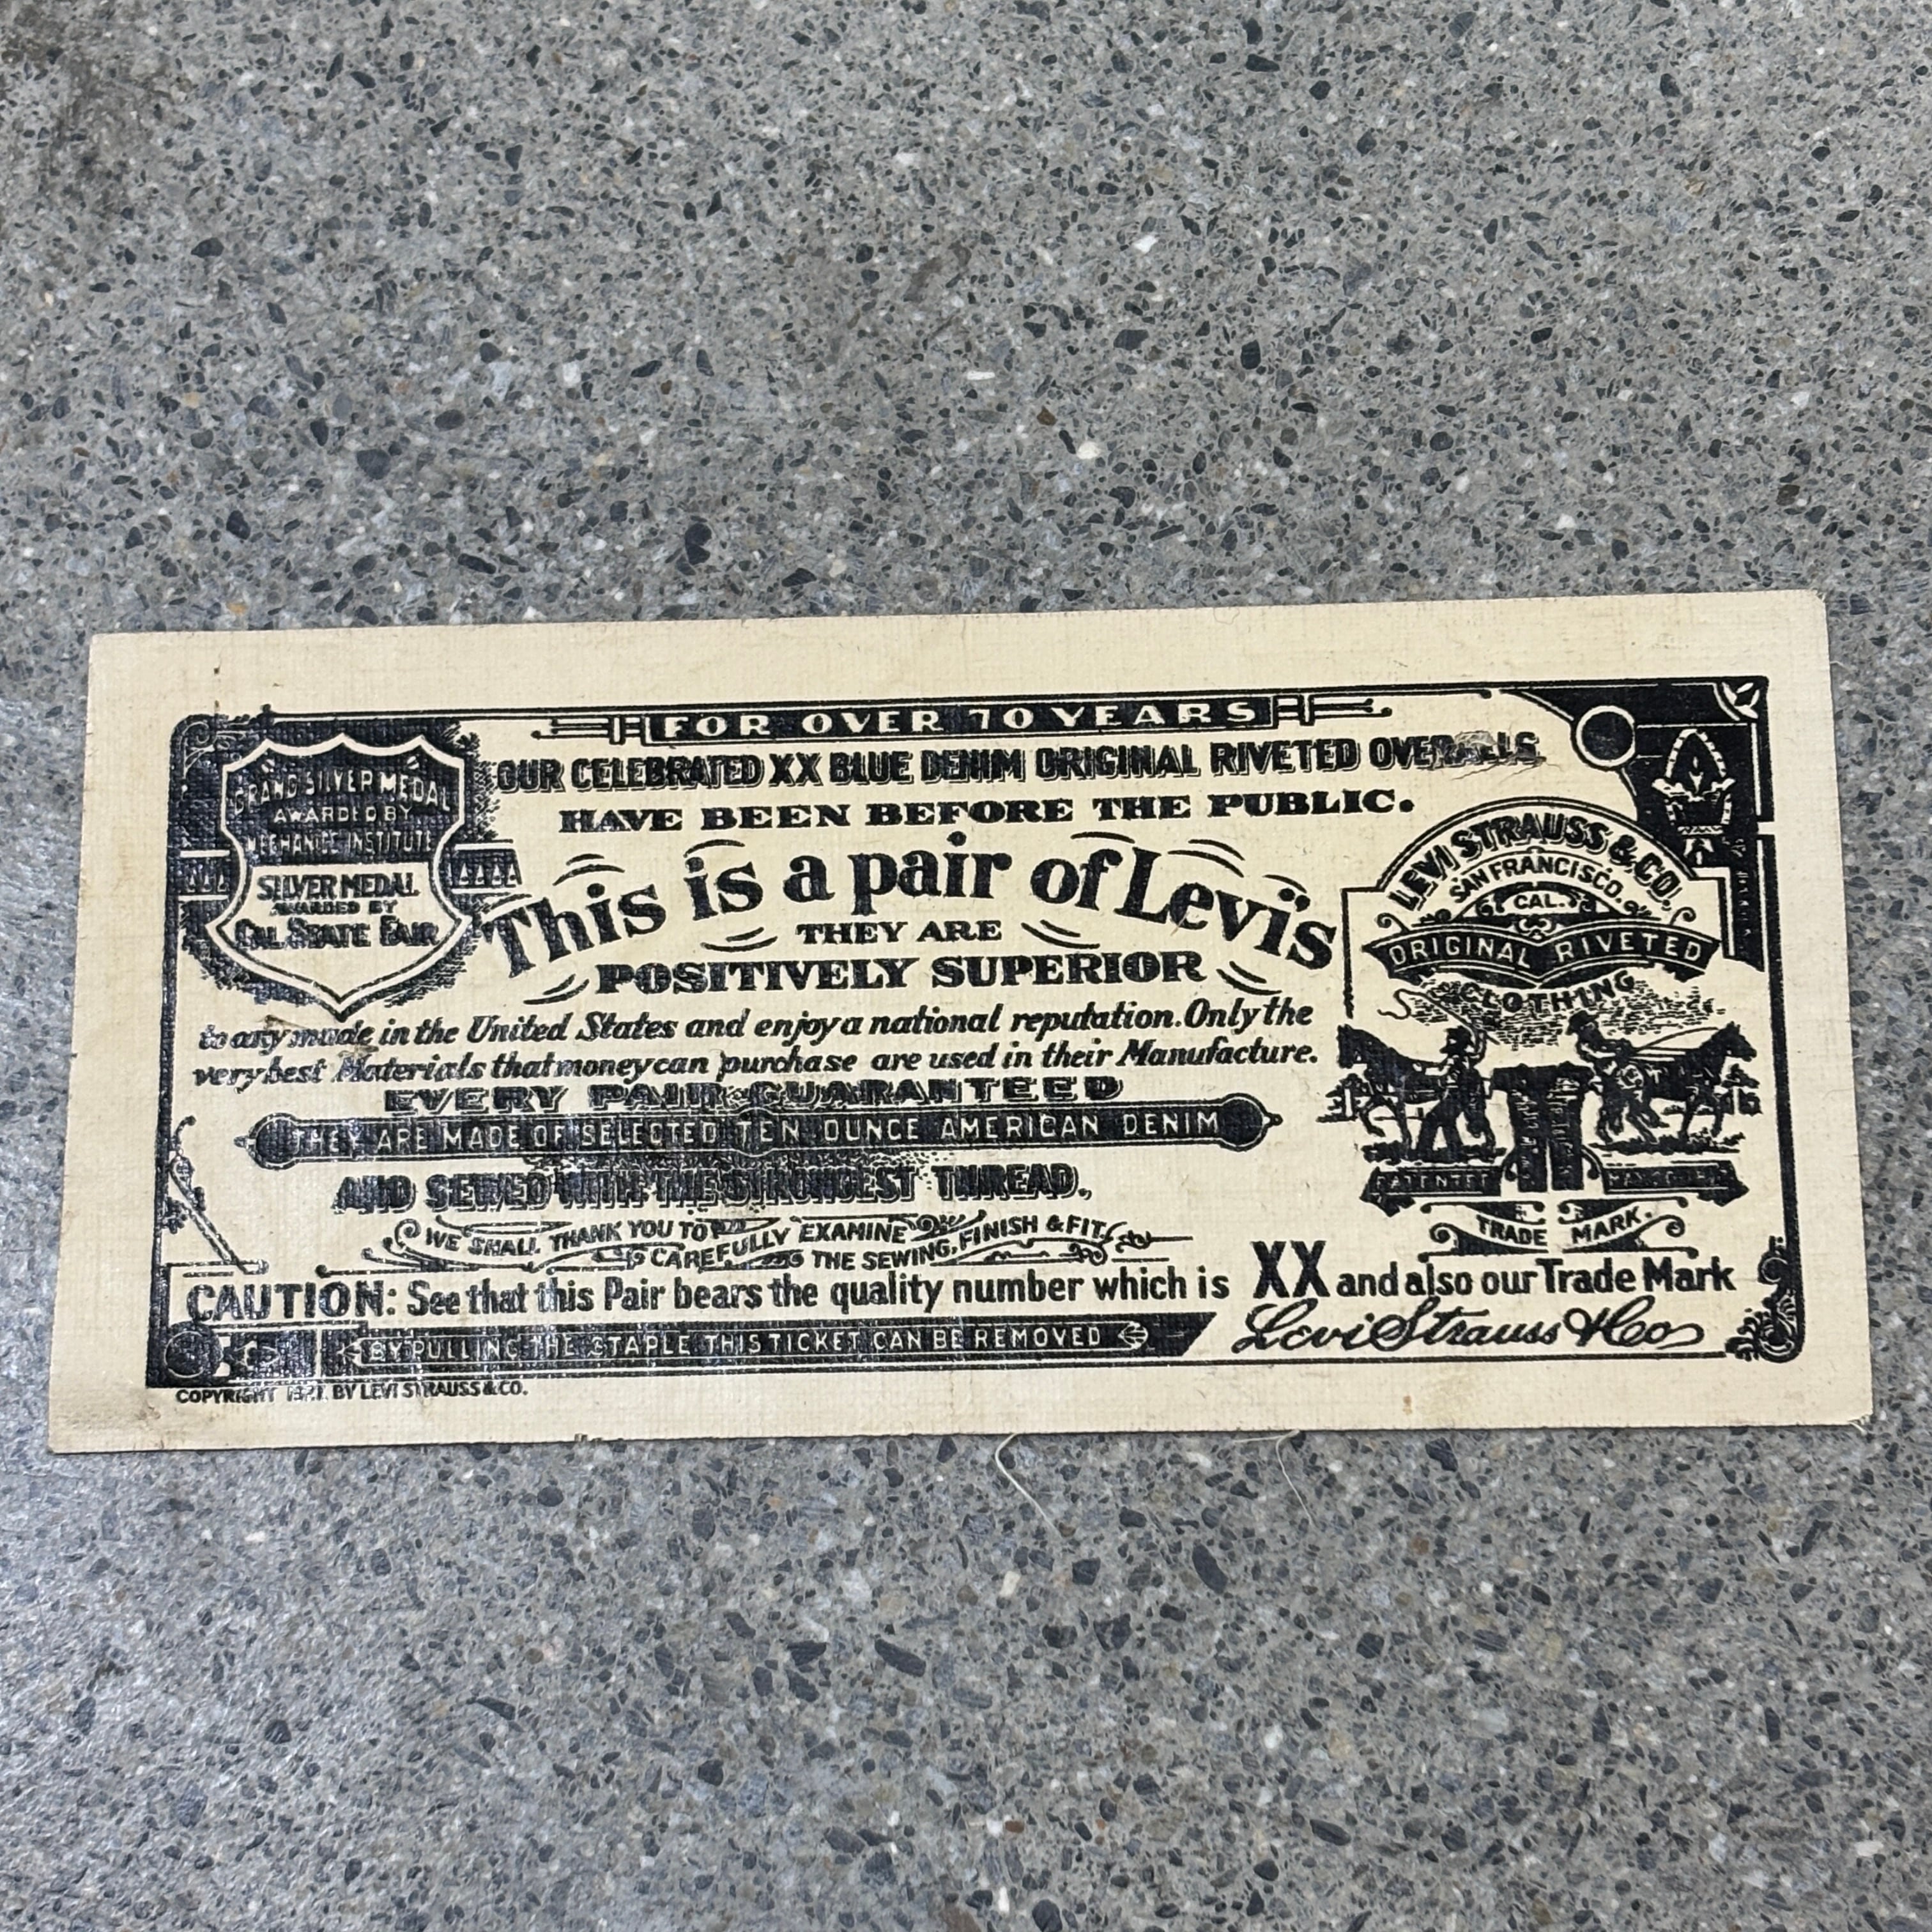 FOR OVER 70 YEARS
OUR CELEBRATED XX BLUE DENIM ORIGINAL RIVETED OVERALLS
HAVE BEEN BEFORE THE PUBLIC.
GRAND SILVER MEDAL
AWARDED BY
MECHANICS INSTITUTE
SILVER MEDAL
AWARDED BY
CAL. STATE FAIR
This is a pair of Levi's
THEY ARE
POSITIVELY SUPERIOR
to any made in the United States and enjoy a national reputation. Only the
very best Materials that money can purchase are used in their Manufacture.
EVERY PAIR GUARANTEED
THEY ARE MADE OF SELECTED TEN OUNCE AMERICAN DENIM
AND SEWED WITH THE STRONGEST THREAD.
WE SHALL THANK YOU TO EXAMINE
CAREFULLY THE SEWING, FINISH & FIT.
LEVI STRAUSS & CO.
SAN FRANCISCO.
CAL.
ORIGINAL RIVETED
CLOTHING
TRADE MARK.
CAUTION: See that this Pair bears the quality number which is XX and also our Trade Mark
BY PULLING THE STAPLE THIS TICKET CAN BE REMOVED
Levi Strauss & Co
COPYRIGHT BY LEVI STRAUSS & CO.